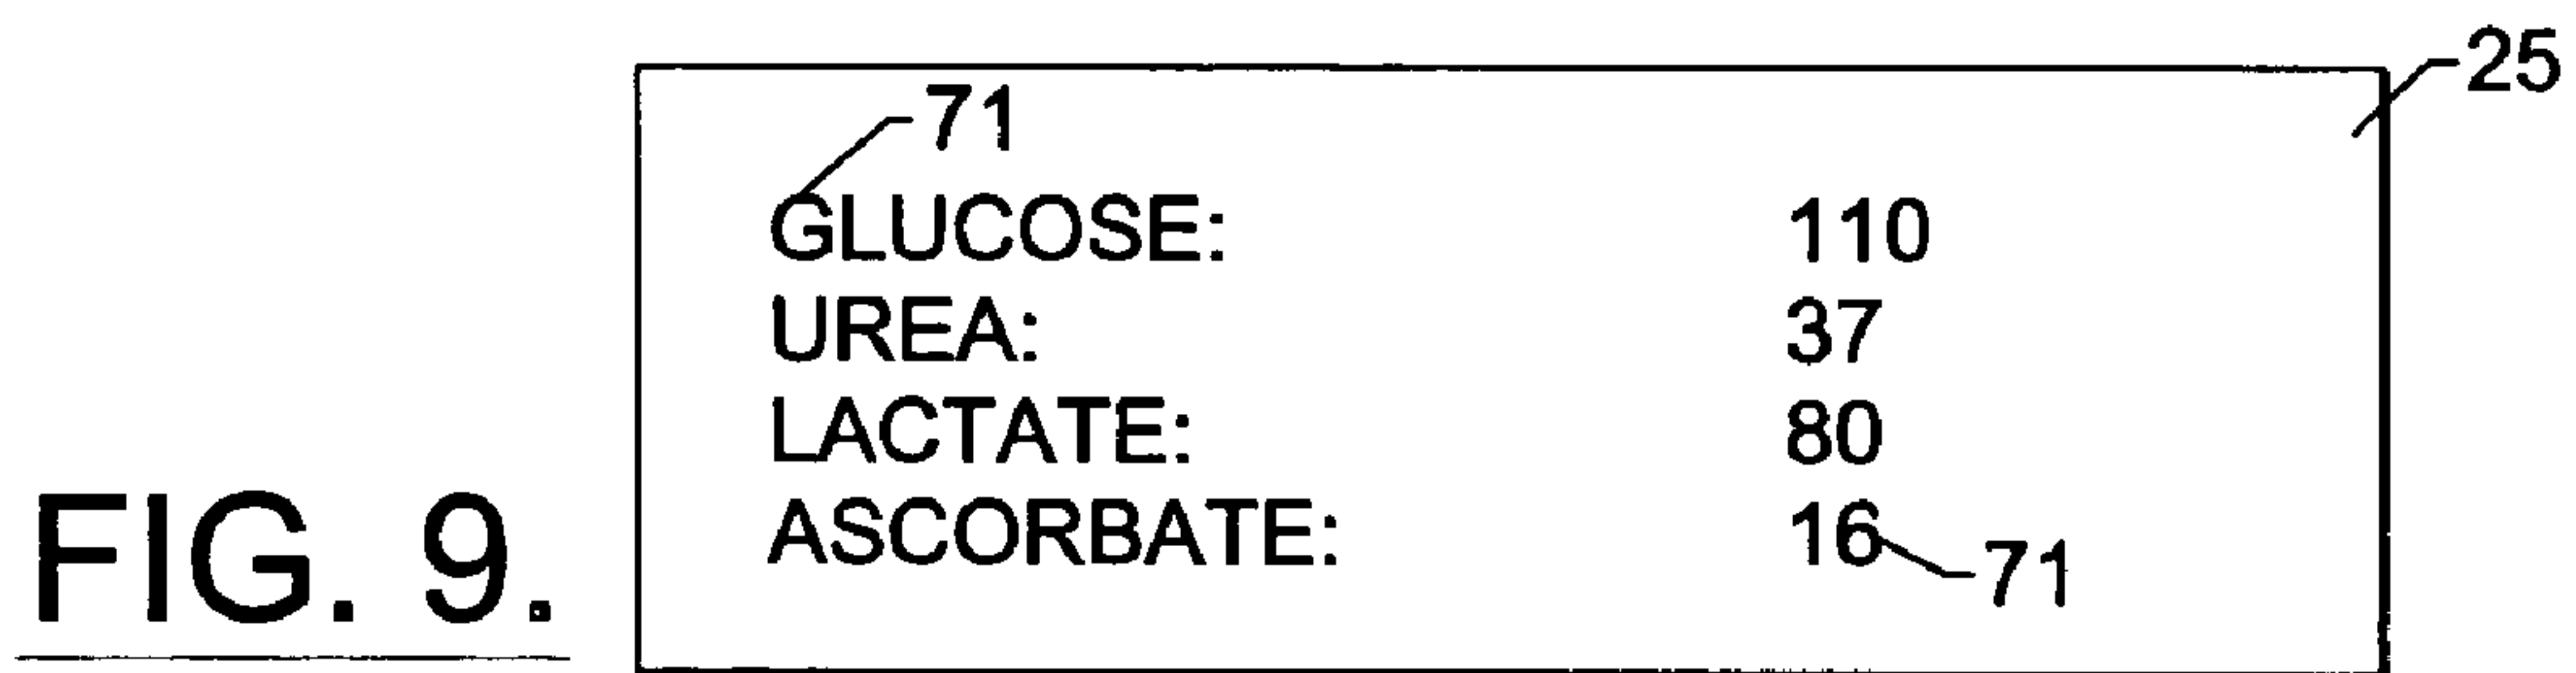 25
71
GLUCOSE: 110
UREA: 37
LACTATE: 80
ASCORBATE: 16
71
FIG. 9.